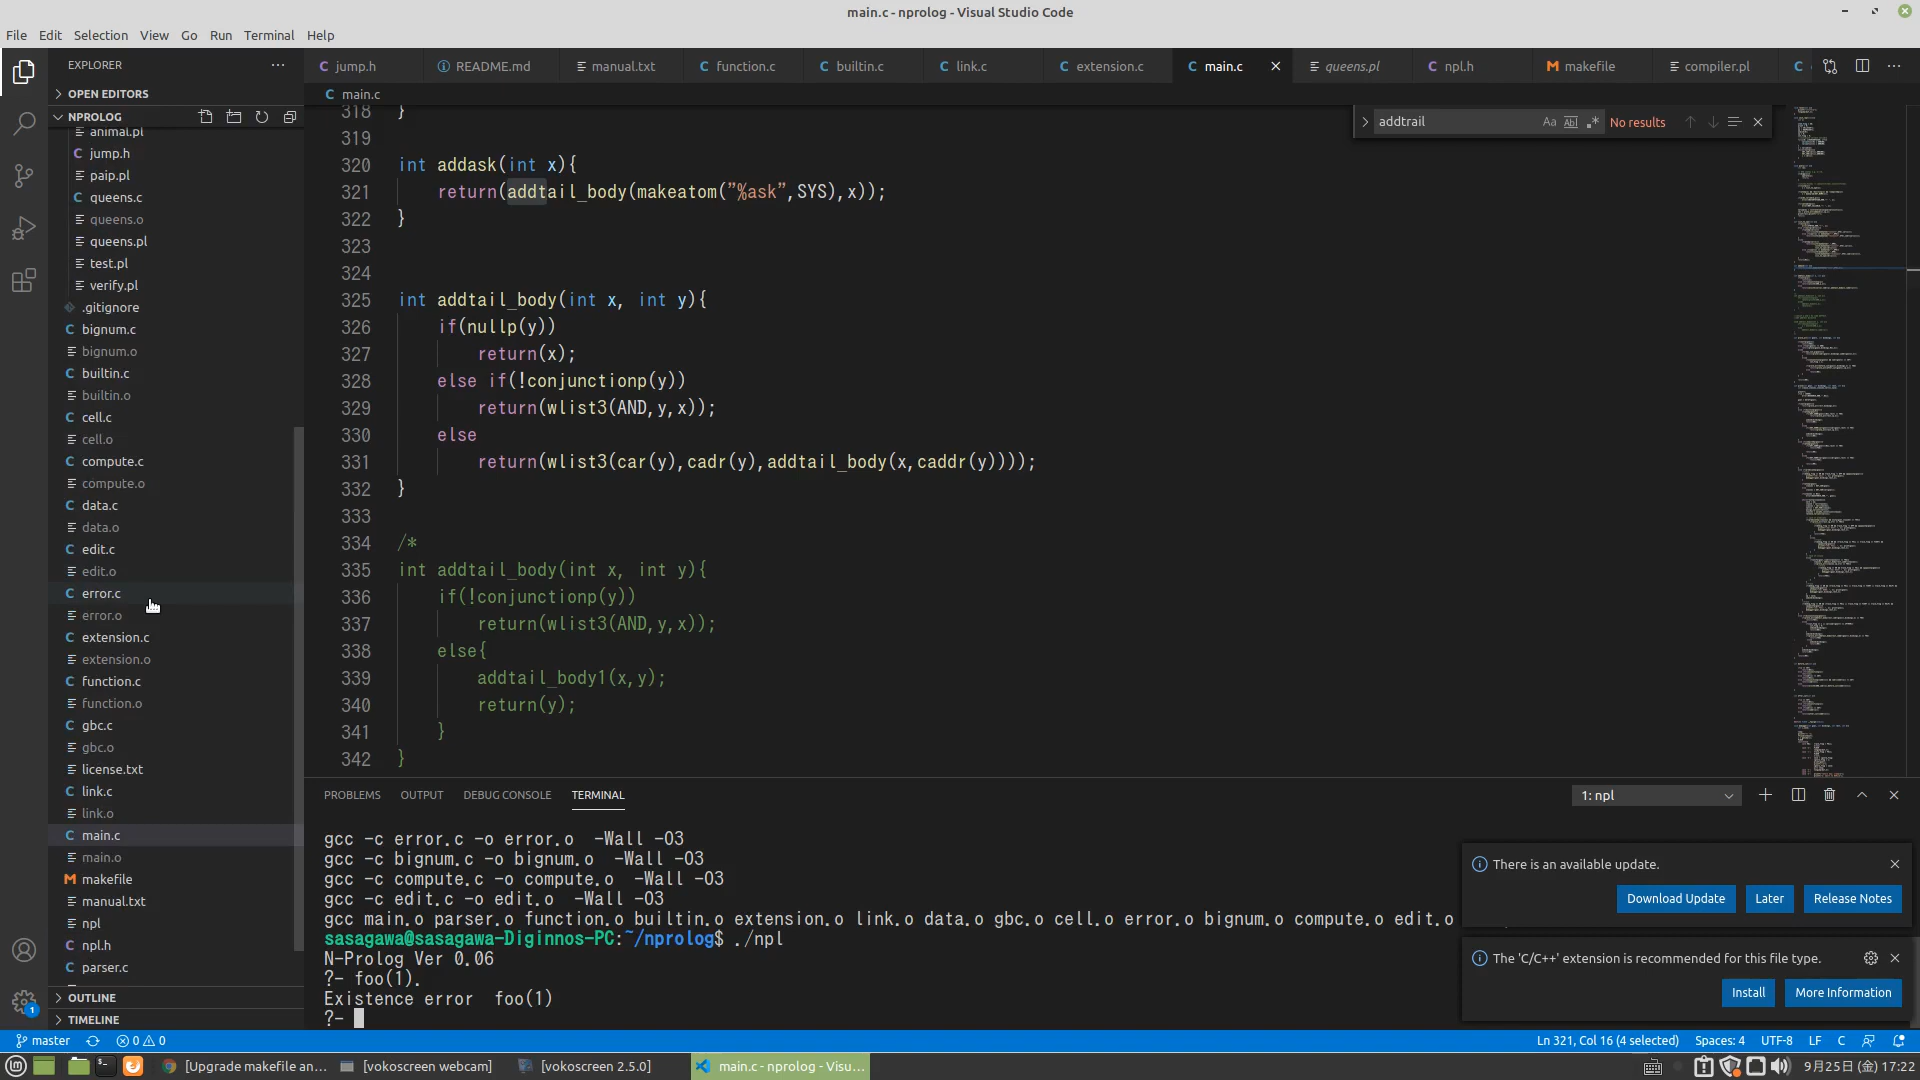 main.c - nprolog - Visual Studio Code
File Edit Selection View Go Run Terminal Help
EXPLORER
OPEN EDITORS
NPROLOG
animal.pl
jump.h
paip.pl
queens.c
queens.o
queens.pl
test.pl
verify.pl
.gitignore
bignum.c
bignum.o
builtin.c
builtin.o
cell.c
cell.o
compute.c
compute.o
data.c
data.o
edit.c
edit.o
error.c
error.o
extension.c
extension.o
function.c
function.o
gbc.c
gbc.o
license.txt
link.c
link.o
main.c
main.o
makefile
manual.txt
npl
npl.h
parser.c
OUTLINE
TIMELINE
jump.h README.md manual.txt function.c builtin.c link.c extension.c main.c queens.pl npl.h makefile compiler.pl
main.c
addtrail Aa Abl .* No results
318 }
319
320 int addask(int x){
321 return(addtail_body(makeatom("%ask",SYS),x));
322 }
323
324
325 int addtail_body(int x, int y){
326 if(nullp(y))
327 return(x);
328 else if(!conjunctionp(y))
329 return(wlist3(AND,y,x));
330 else
331 return(wlist3(car(y),cadr(y),addtail_body(x,caddr(y))));
332 }
333
334 /*
335 int addtail_body(int x, int y){
336 if(!conjunctionp(y))
337 return(wlist3(AND,y,x));
338 else{
339 addtail_body1(x,y);
340 return(y);
341 }
342 }
PROBLEMS OUTPUT DEBUG CONSOLE TERMINAL 1: npl
gcc -c error.c -o error.o -Wall -O3
gcc -c bignum.c -o bignum.o -Wall -O3
gcc -c compute.c -o compute.o -Wall -O3
gcc -c edit.c -o edit.o -Wall -O3
gcc main.o parser.o function.o builtin.o extension.o link.o data.o gbc.o cell.o error.o bignum.o compute.o edit.o
sasagawa@sasagawa-Diginnos-PC:~/nprolog$ ./npl
N-Prolog Ver 0.06
?- foo(1).
Existence error foo(1)
?-
There is an available update.
Download Update Later Release Notes
The 'C/C++' extension is recommended for this file type.
Install More Information
1
master 0 0 Ln 321, Col 16 (4 selected) Spaces: 4 UTF-8 LF C
[Upgrade makefile an... [vokoscreen webcam] [vokoscreen 2.5.0] main.c - nprolog - Visu... 9月25日 (金) 17:22